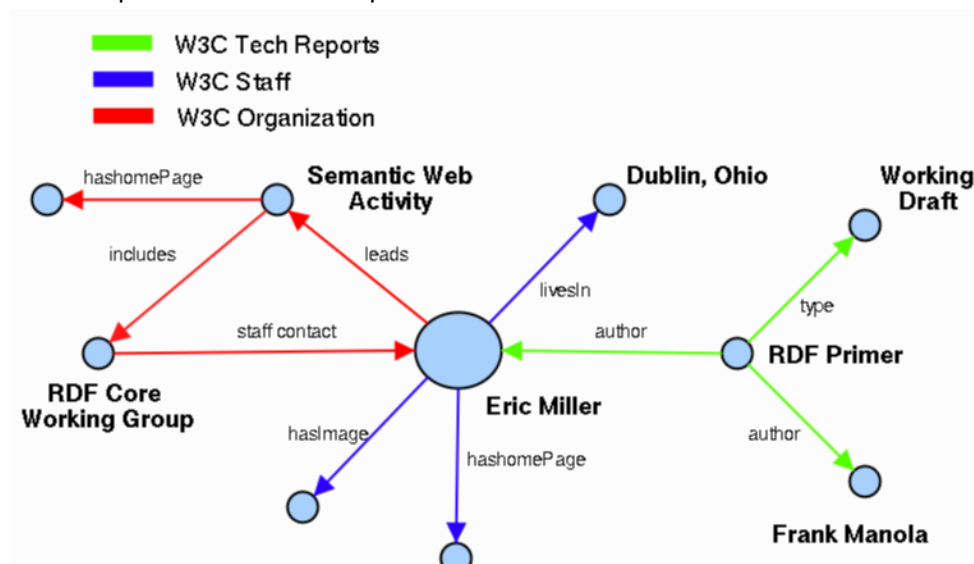 W3C Tech Reports
W3C Staff
W3C Organization
hashomePage
Semantic Web
Activity
Dublin, Ohio
Working
Draft
includes
leads
livesIn
type
staff contact
author
RDF Primer
RDF Core
Working Group
Eric Miller
hasImage
hashomePage
author
Frank Manola